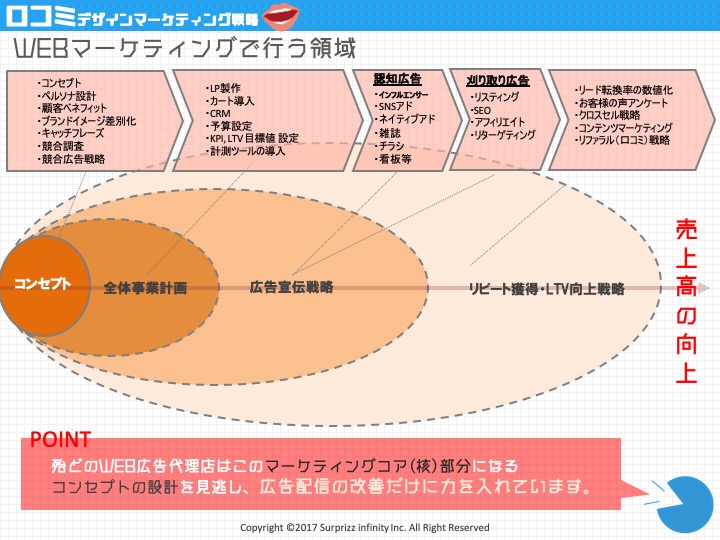 口コミデザインマーケティング戦略
WEBマーケティングで行う領域
・コンセプト
・ペルソナ設計
・顧客ベネフィット
・ブランドイメージ差別化
・キャッチフレーズ
・競合調査
・競合広告戦略
・LP製作
・カート導入
・CRM
・予算設定
・KPI, LTV 目標値 設定
・計測ツールの導入
認知広告
・インフルエンサー
・SNSアド
・ネイティブアド
・雑誌
・チラシ
・看板等
刈り取り広告
・リスティング
・SEO
・アフィリエイト
・リターゲティング
・リード転換率の数値化
・お客様の声アンケート
・クロスセル戦略
・コンテンツマーケティング
・リファラル（口コミ）戦略
コンセプト
全体事業計画
広告宣伝戦略
リピート獲得・LTV向上戦略
売上高の向上
POINT
殆どのWEB広告代理店はこのマーケティングコア(核)部分になる
コンセプトの設計を見逃し、広告配信の改善だけに力を入れています。
Copyright ©2017 Surprizz infinity Inc. All Right Reserved